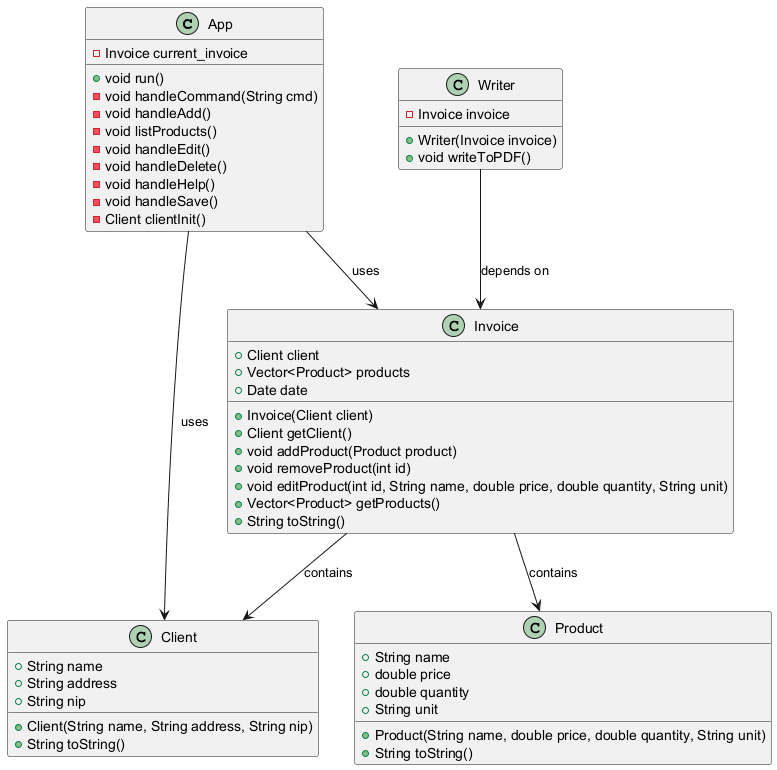 C App
Invoice current_invoice
void run()
void handleCommand(String cmd)
void handleAdd()
void listProducts()
void handleEdit()
void handleDelete()
void handleHelp()
void handleSave()
Client clientInit()
C Writer
Invoice invoice
Writer(Invoice invoice)
void writeToPDF()
uses
depends on
uses
C Invoice
Client client
Vector<Product> products
Date date
Invoice(Client client)
Client getClient()
void addProduct(Product product)
void removeProduct(int id)
void editProduct(int id, String name, double price, double quantity, String unit)
Vector<Product> getProducts()
String toString()
contains
contains
C Client
String name
String address
String nip
Client(String name, String address, String nip)
String toString()
C Product
String name
double price
double quantity
String unit
Product(String name, double price, double quantity, String unit)
String toString()